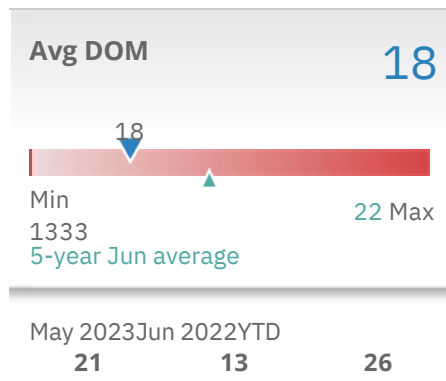 Avg DOM
18
18
Min
1333
22 Max
5-year Jun average
May 2023Jun 2022YTD
21 13 26